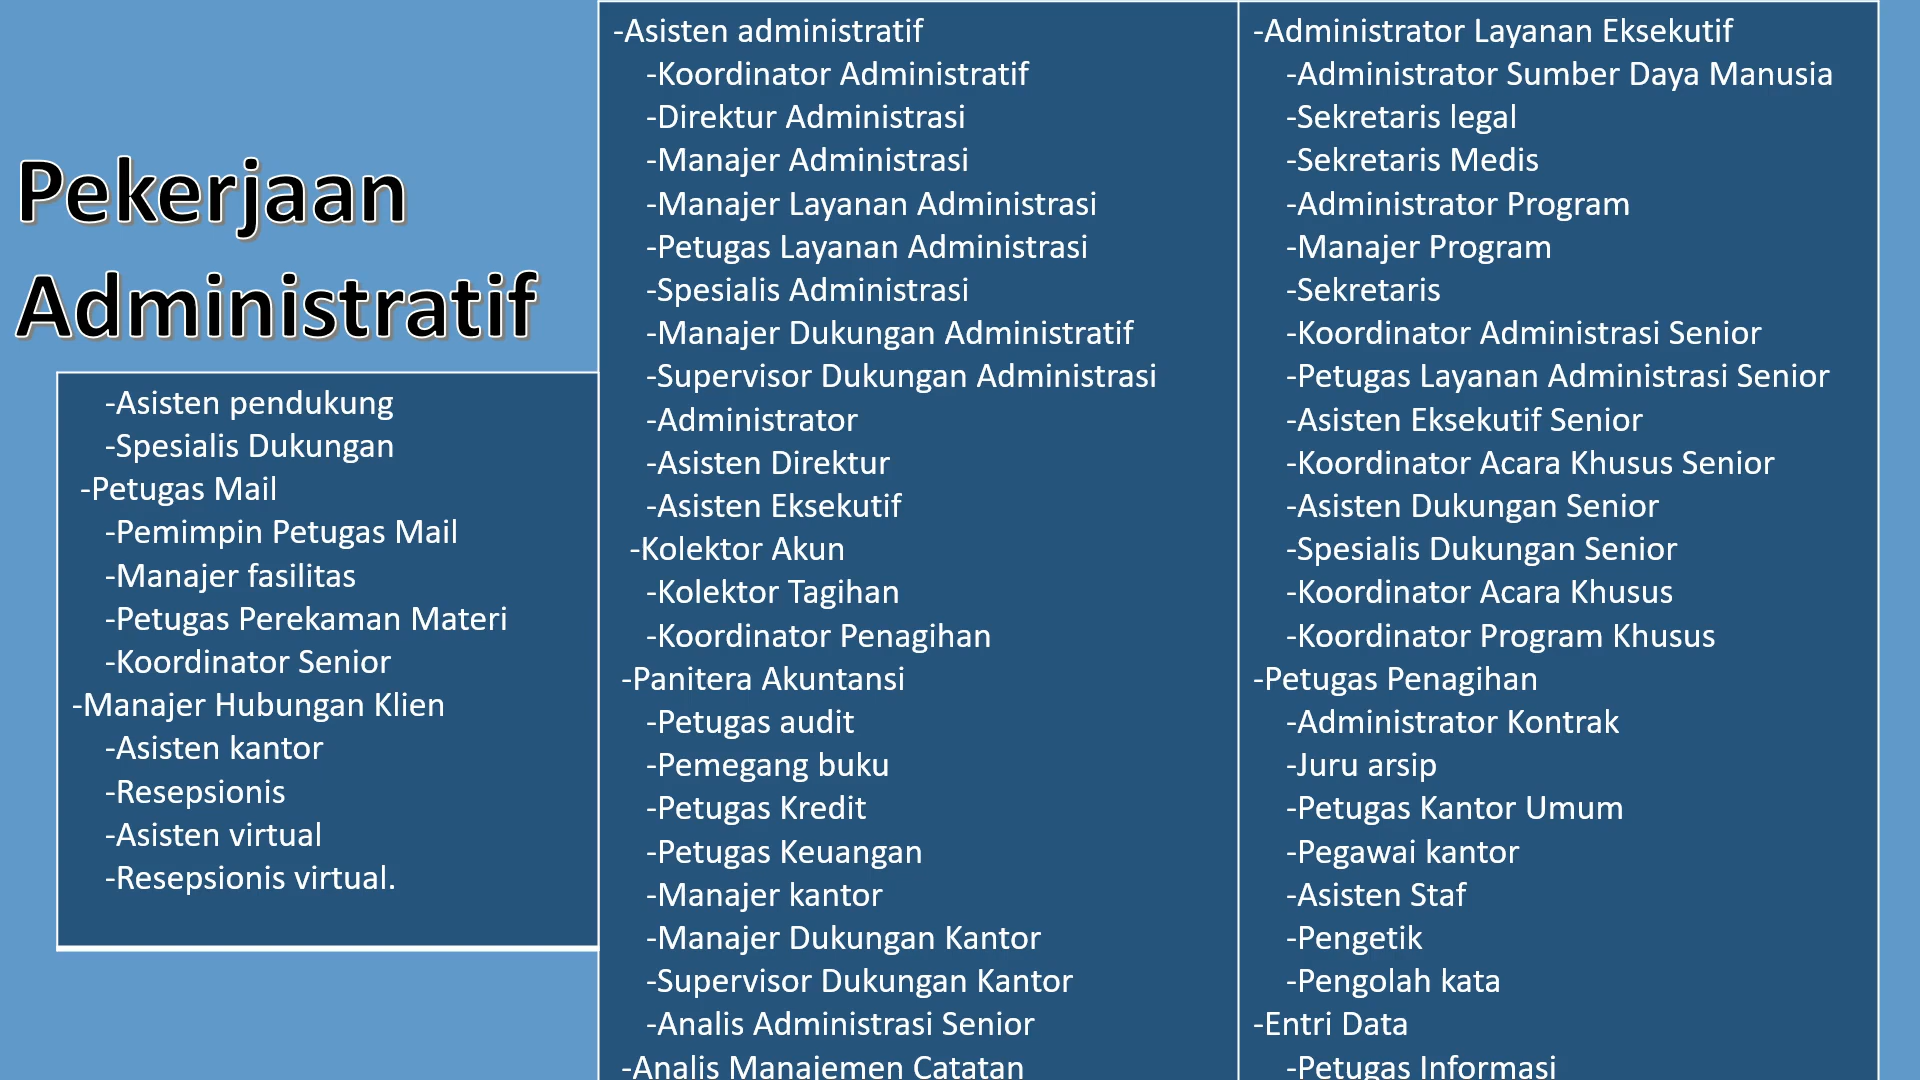 Pekerjaan
Administratif
-Asisten pendukung
-Spesialis Dukungan
-Petugas Mail
-Pemimpin Petugas Mail
-Manajer fasilitas
-Petugas Perekaman Materi
-Koordinator Senior
-Manajer Hubungan Klien
-Asisten kantor
-Resepsionis
-Asisten virtual
-Resepsionis virtual.
-Asisten administratif
-Koordinator Administratif
-Direktur Administrasi
-Manajer Administrasi
-Manajer Layanan Administrasi
-Petugas Layanan Administrasi
-Spesialis Administrasi
-Manajer Dukungan Administratif
-Supervisor Dukungan Administrasi
-Administrator
-Asisten Direktur
-Asisten Eksekutif
-Kolektor Akun
-Kolektor Tagihan
-Koordinator Penagihan
-Panitera Akuntansi
-Petugas audit
-Pemegang buku
-Petugas Kredit
-Petugas Keuangan
-Manajer kantor
-Manajer Dukungan Kantor
-Supervisor Dukungan Kantor
-Analis Administrasi Senior
-Analis Manajemen Catatan
-Administrator Layanan Eksekutif
-Administrator Sumber Daya Manusia
-Sekretaris legal
-Sekretaris Medis
-Administrator Program
-Manajer Program
-Sekretaris
-Koordinator Administrasi Senior
-Petugas Layanan Administrasi Senior
-Asisten Eksekutif Senior
-Koordinator Acara Khusus Senior
-Asisten Dukungan Senior
-Spesialis Dukungan Senior
-Koordinator Acara Khusus
-Koordinator Program Khusus
-Petugas Penagihan
-Administrator Kontrak
-Juru arsip
-Petugas Kantor Umum
-Pegawai kantor
-Asisten Staf
-Pengetik
-Pengolah kata
-Entri Data
-Petugas Informasi